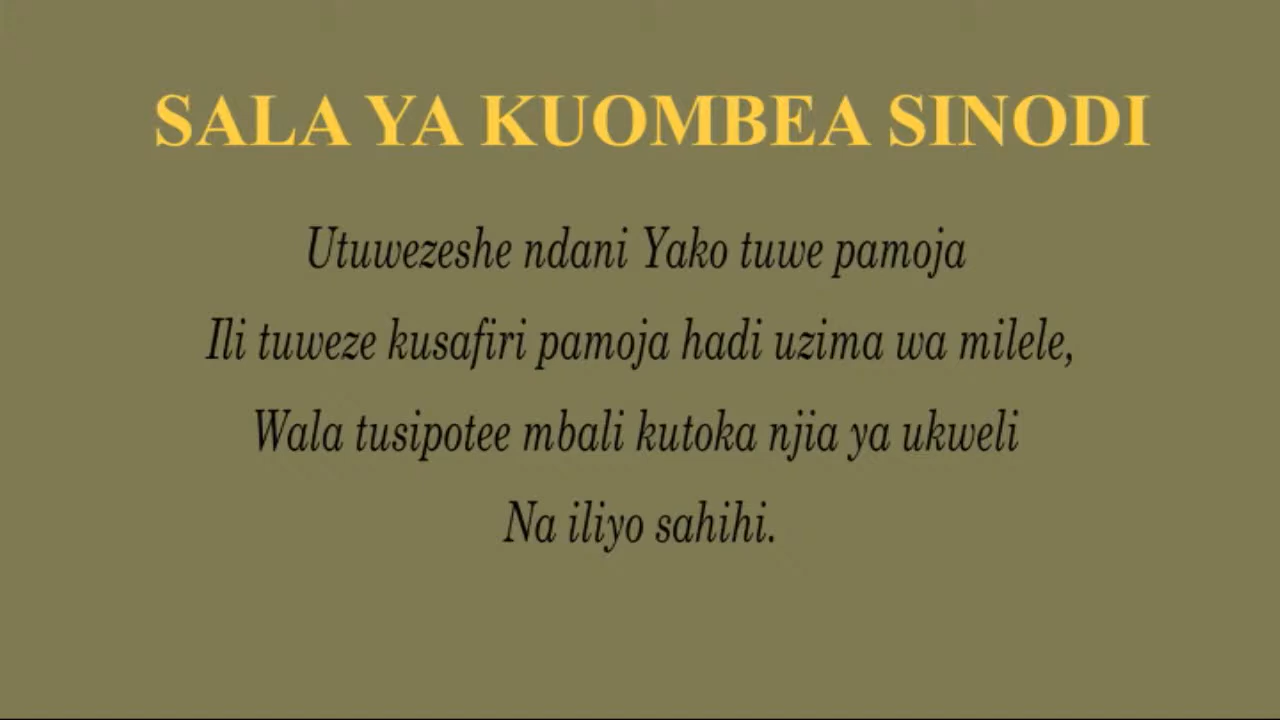 SALA YA KUOMBEA SINODI
Utuwezeshe ndani Yako tuwe pamoja
Ili tuweze kusafiri pamoja hadi uzima wa milele,
Wala tusipotee mbali kutoka njia ya ukweli
Na iliyo sahihi.